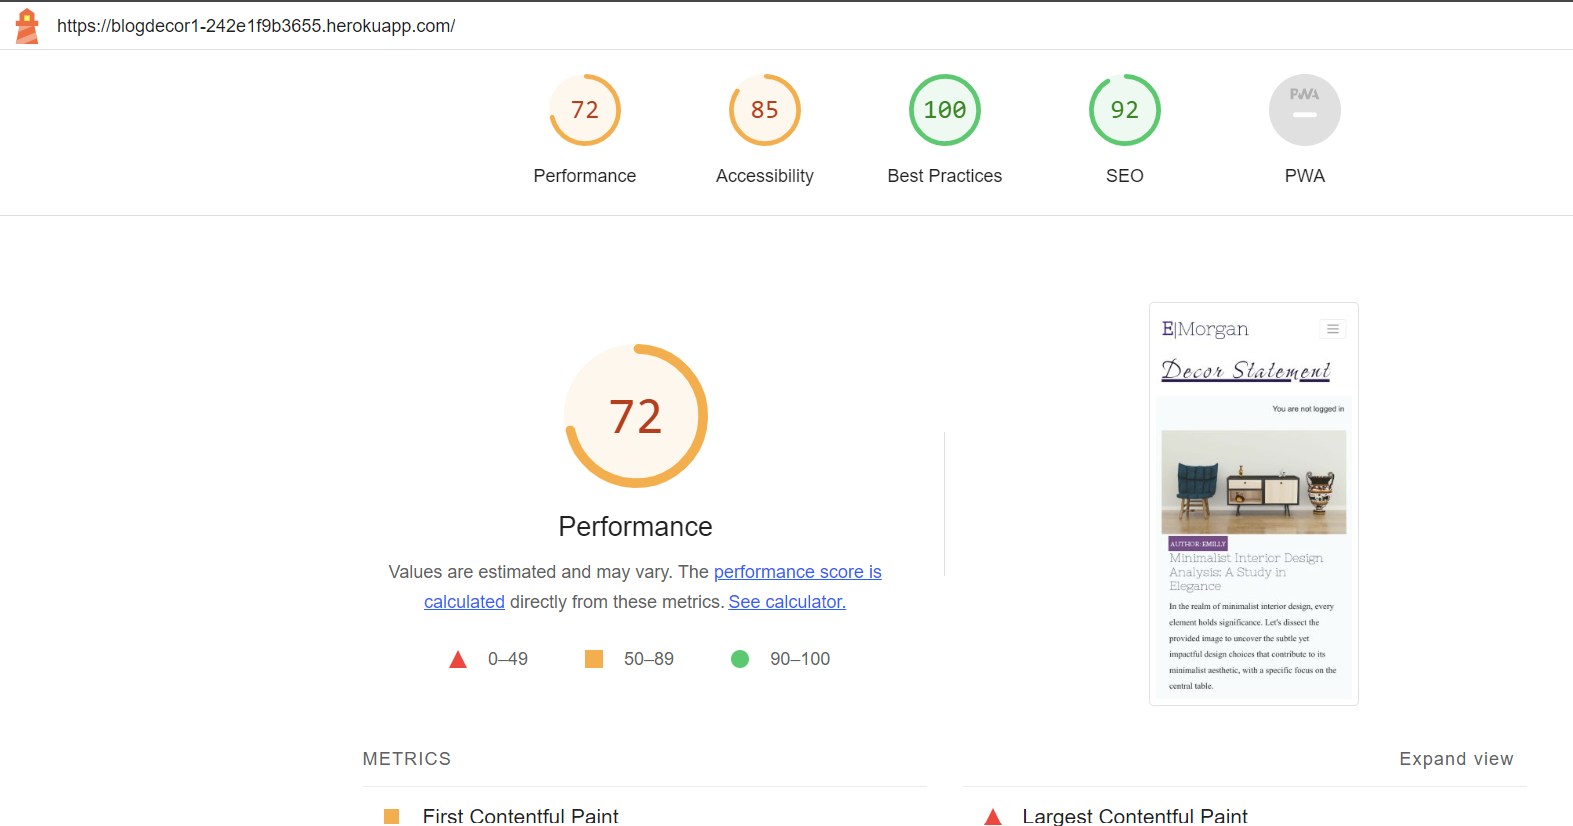 https://blogdecor1-242e1f9b3655.herokuapp.com/
72
85
100
92
PWA
Performance
Accessibility
Best Practices
SEO
PWA
72
Performance
Values are estimated and may vary. The performance score is
calculated directly from these metrics. See calculator.
0–49
50–89
90–100
E|Morgan
Decor Statement
You are not logged in
AUTHOR: EMILLY
Minimalist Interior Design
Analysis: A Study in
Elegance
In the realm of minimalist interior design, every
element holds significance. Let's dissect the
provided image to uncover the subtle yet
impactful design choices that contribute to its
minimalist aesthetic, with a specific focus on the
central table.
METRICS
Expand view
First Contentful Paint
Largest Contentful Paint